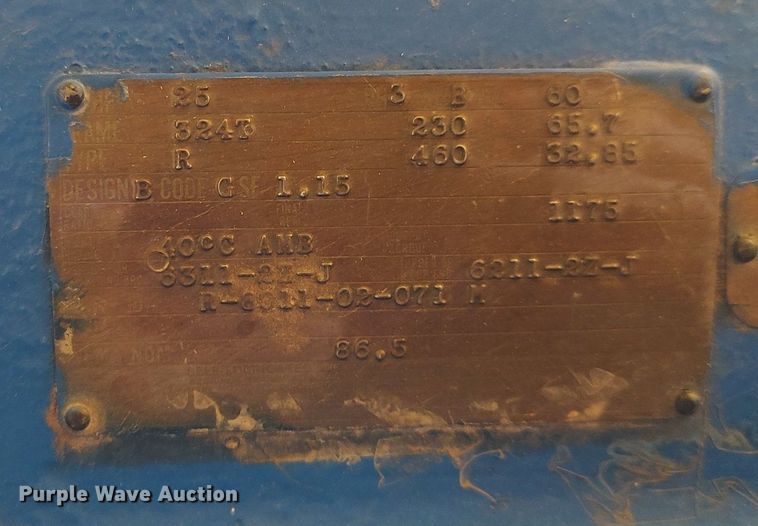 25 3 B 60
324T 230 65.7
R 460 32.85
DESIGN B CODE G SF 1.15
1175
40°C AMB
6311-2Z-J 6211-2Z-J
86.5
Purple Wave Auction